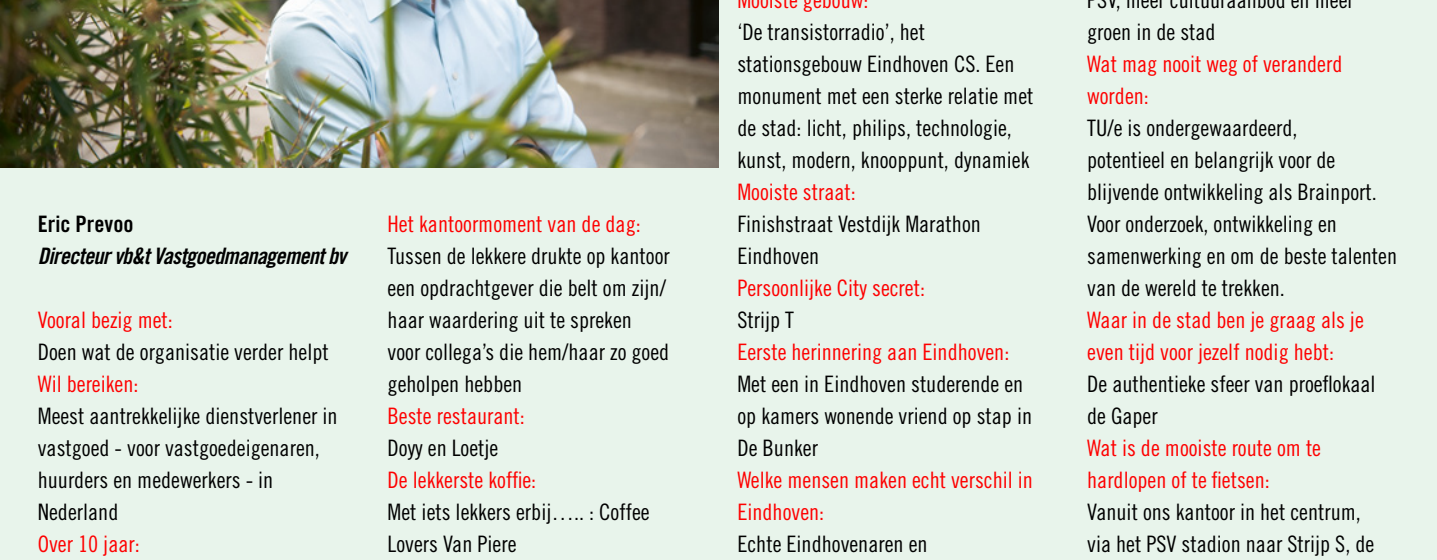 Eric Prevoo
Directeur vb&t Vastgoedmanagement bv
Vooral bezig met:
Doen wat de organisatie verder helpt
Wil bereiken:
Meest aantrekkelijke dienstverlener in
vastgoed - voor vastgoedeigenaren,
huurders en medewerkers - in
Nederland
Over 10 jaar:
Het kantoormoment van de dag:
Tussen de lekkere drukte op kantoor
een opdrachtgever die belt om zijn/
haar waardering uit te spreken
voor collega’s die hem/haar zo goed
geholpen hebben
Beste restaurant:
Doyy en Loetje
De lekkerste koffie:
Met iets lekkers erbij….. : Coffee
Lovers Van Piere
Mooiste gebouw:
‘De transistorradio’, het
stationsgebouw Eindhoven CS. Een
monument met een sterke relatie met
de stad: licht, philips, technologie,
kunst, modern, knooppunt, dynamiek
Mooiste straat:
Finishstraat Vestdijk Marathon
Eindhoven
Persoonlijke City secret:
Strijp T
Eerste herinnering aan Eindhoven:
Met een in Eindhoven studerende en
op kamers wonende vriend op stap in
De Bunker
Welke mensen maken echt verschil in
Eindhoven:
Echte Eindhovenaren en
PSV, meer cultuuraanbod en meer
groen in de stad
Wat mag nooit weg of veranderd
worden:
TU/e is ondergewaardeerd,
potentieel en belangrijk voor de
blijvende ontwikkeling als Brainport.
Voor onderzoek, ontwikkeling en
samenwerking en om de beste talenten
van de wereld te trekken.
Waar in de stad ben je graag als je
even tijd voor jezelf nodig hebt:
De authentieke sfeer van proeflokaal
de Gaper
Wat is de mooiste route om te
hardlopen of te fietsen:
Vanuit ons kantoor in het centrum,
via het PSV stadion naar Strijp S, de